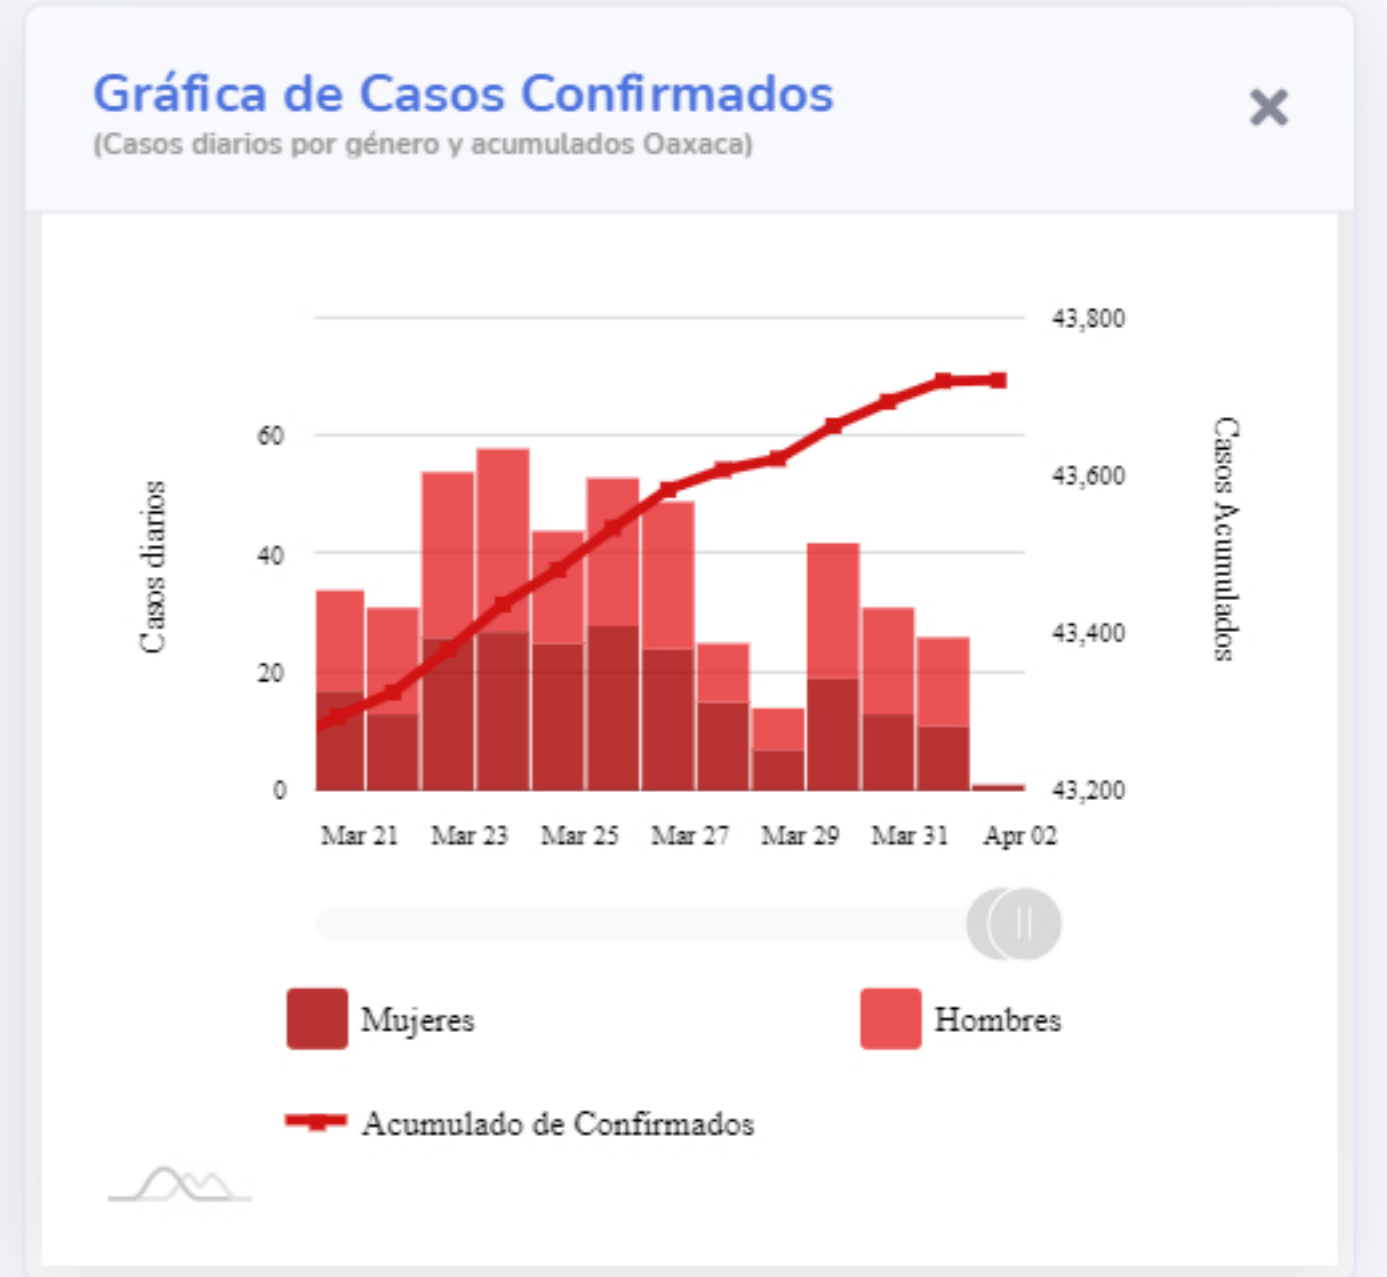 Gráfica de Casos Confirmados
(Casos diarios por género y acumulados Oaxaca)
43,800
60
43,600
40
43,400
20
0
43,200
Casos diarios
Casos Acumulados
Mar 21 Mar 23 Mar 25 Mar 27 Mar 29 Mar 31 Apr 02
Mujeres
Hombres
Acumulado de Confirmados